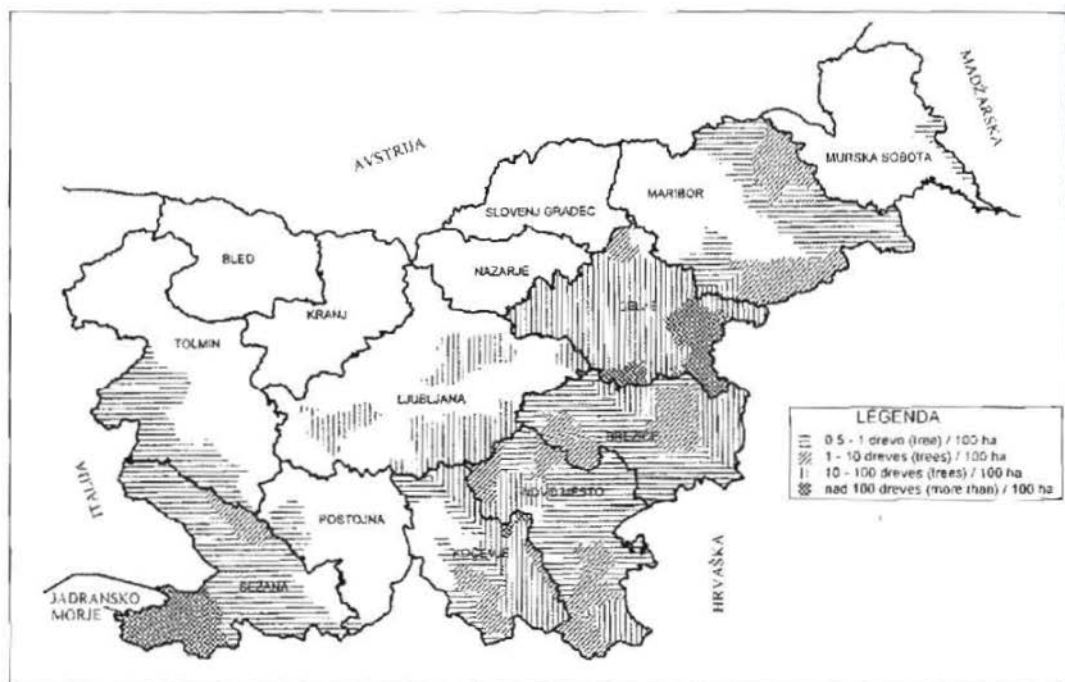 MADŽARSKA
AVSTRIJA
MURSKA SOBOTA
MARIBOR
SLOVENJ GRADEC
BLED
NAZARJE
KRANJ
TOLMIN
LJUBLJANA
BREŽICE
LEGENDA
0.5 - 1 drevo (tree) / 100 ha
1 - 10 dreves (trees) / 100 ha
10 - 100 dreves (trees) / 100 ha
nad 100 dreves (more than) / 100 ha
ITALIJA
NOVO MESTO
POSTOJNA
KOČEVJE
SEŽANA
HRVAŠKA
JADRANSKO
MORJE